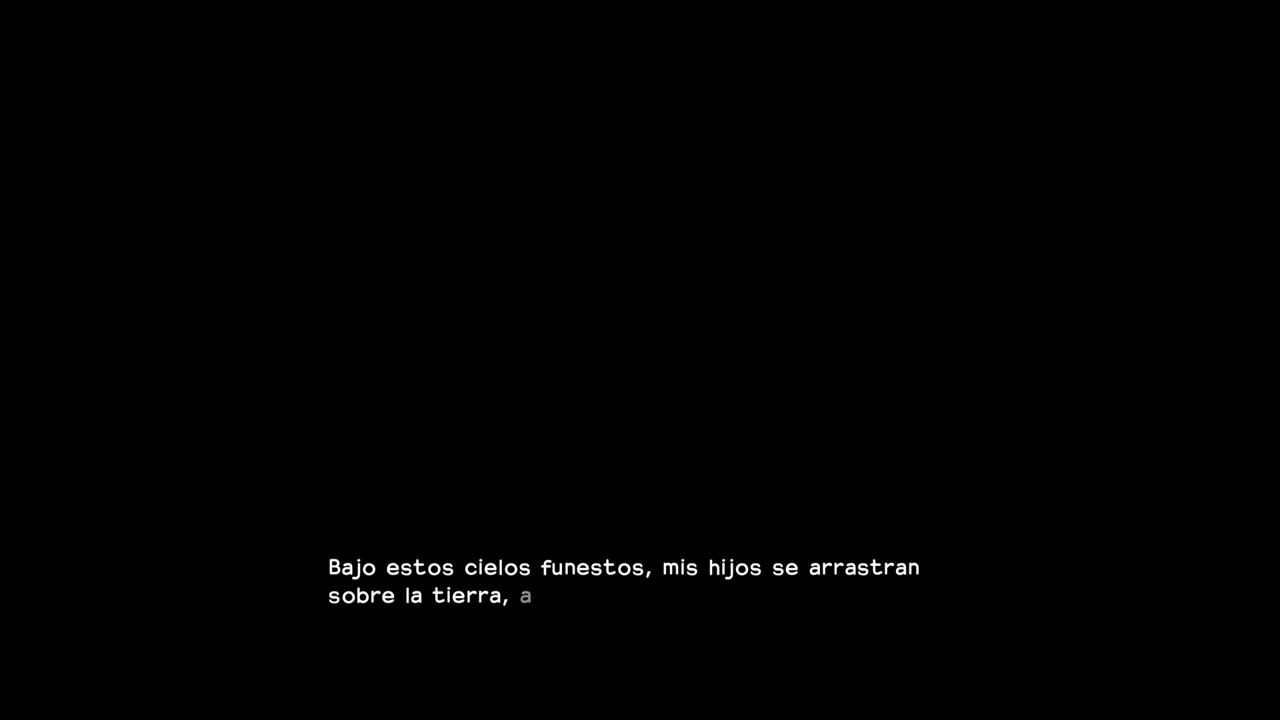 Bajo estos cielos funestos, mis hijos se arrastran
sobre la tierra, a